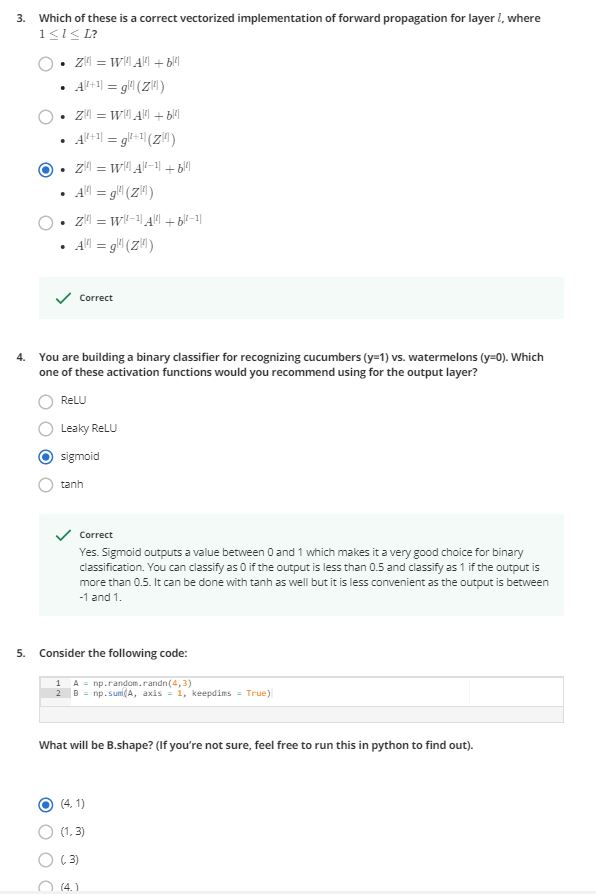 3. Which of these is a correct vectorized implementation of forward propagation for layer l, where
1 ≤ l ≤ L?
• Z^[l] = W^[l] A^[l] + b^[l]
• A^[l+1] = g^[l] (Z^[l])
• Z^[l] = W^[l] A^[l] + b^[l]
• A^[l+1] = g^[l+1] (Z^[l])
• Z^[l] = W^[l] A^[l−1] + b^[l]
• A^[l] = g^[l] (Z^[l])
• Z^[l] = W^[l−1] A^[l] + b^[l−1]
• A^[l] = g^[l] (Z^[l])
Correct
4. You are building a binary classifier for recognizing cucumbers (y=1) vs. watermelons (y=0). Which
one of these activation functions would you recommend using for the output layer?
ReLU
Leaky ReLU
sigmoid
tanh
Correct
Yes. Sigmoid outputs a value between 0 and 1 which makes it a very good choice for binary
classification. You can classify as 0 if the output is less than 0.5 and classify as 1 if the output is
more than 0.5. It can be done with tanh as well but it is less convenient as the output is between
-1 and 1.
5. Consider the following code:
1 A = np.random.randn(4,3)
2 B = np.sum(A, axis = 1, keepdims = True)
What will be B.shape? (If you're not sure, feel free to run this in python to find out).
(4, 1)
(1, 3)
(, 3)
(4, )